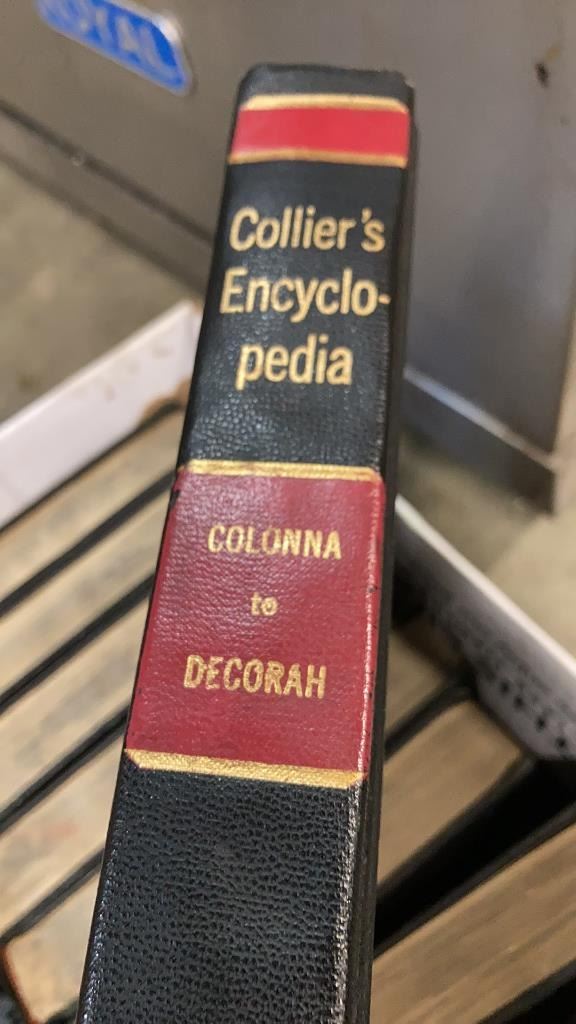 Collier's
Encyclo-
pedia
COLONNA
to
DECORAH